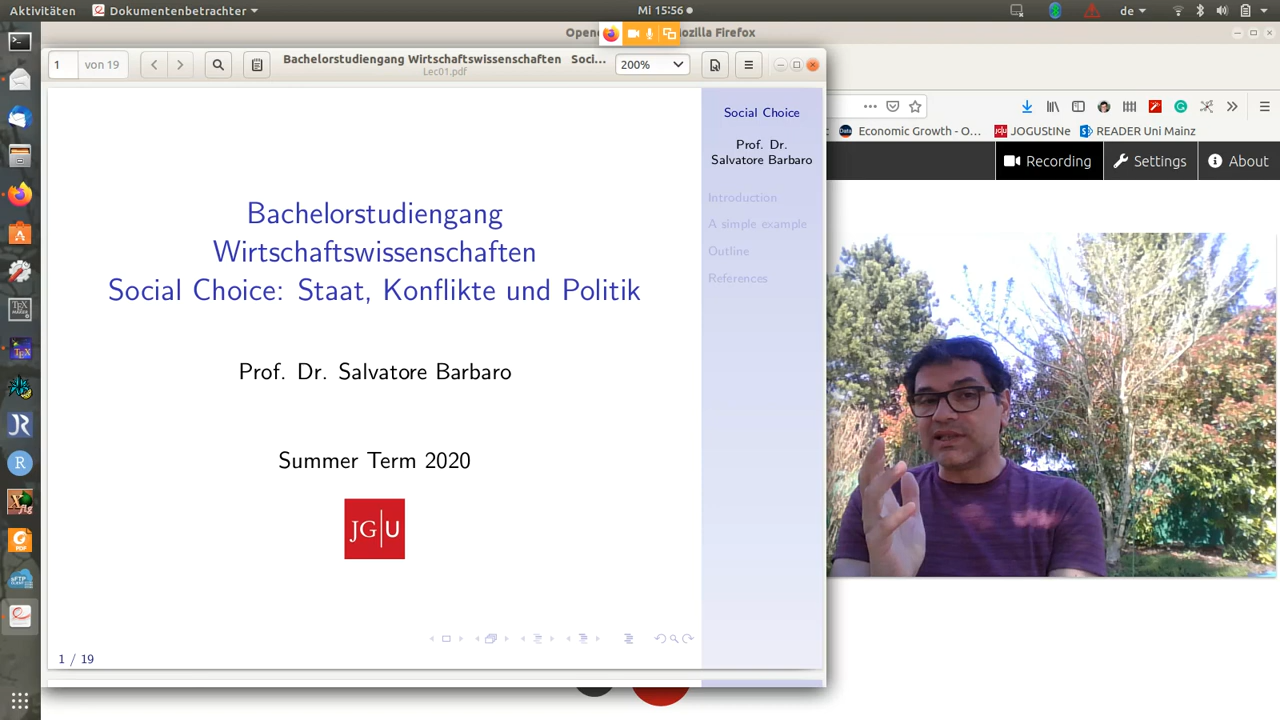 Aktivitäten
Dokumentenbetrachter
Mi 15:56
de
Openc
ozilla Firefox
1
von 19
Bachelorstudiengang Wirtschaftswissenschaften Soci...
Lec01.pdf
200%
Economic Growth - O...
JOGUStINe
READER Uni Mainz
Recording
Settings
About
Bachelorstudiengang
Wirtschaftswissenschaften
Social Choice: Staat, Konflikte und Politik
Prof. Dr. Salvatore Barbaro
Summer Term 2020
JG|U
1 / 19
Social Choice
Prof. Dr.
Salvatore Barbaro
Introduction
A simple example
Outline
References